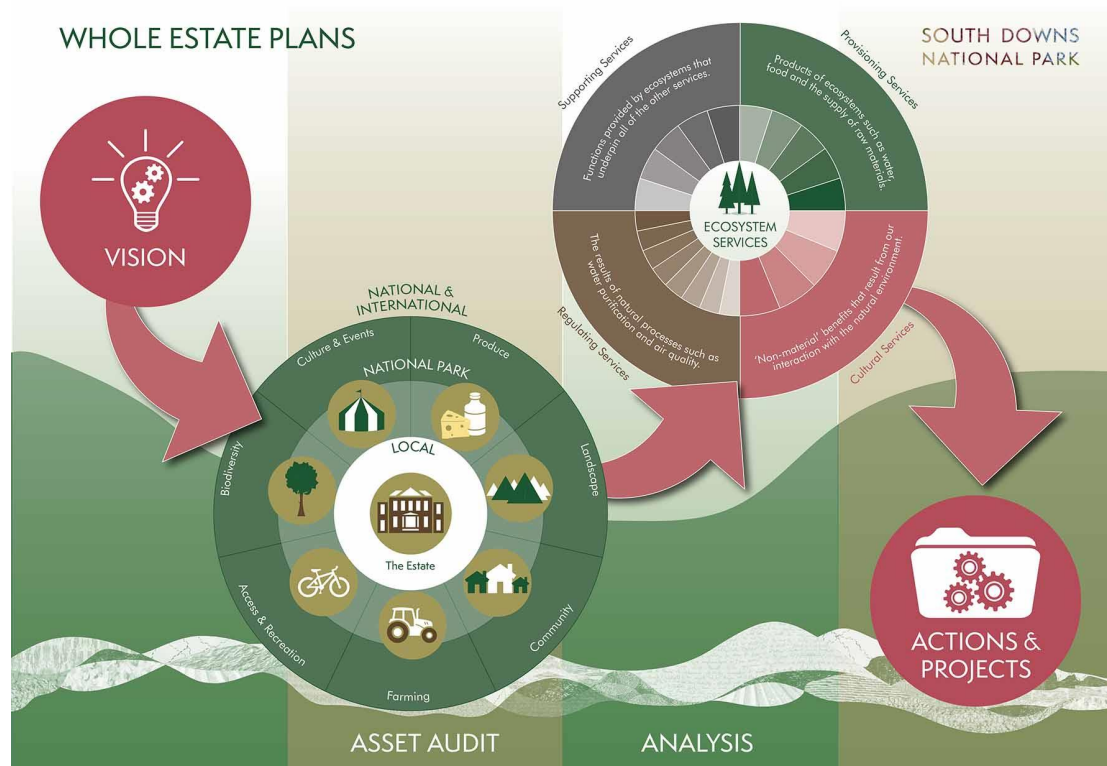 WHOLE ESTATE PLANS
SOUTH DOWNS
NATIONAL PARK
VISION
NATIONAL &
INTERNATIONAL
Culture & Events
Produce
Landscape
Community
Farming
Access & Recreation
Biodiversity
NATIONAL PARK
LOCAL
The Estate
ASSET AUDIT
Supporting Services
Functions provided by ecosystems that
underpin all of the other services.
Provisioning Services
Products of ecosystems such as water,
food and the supply of raw materials.
ECOSYSTEM
SERVICES
Regulating Services
The results of natural processes such as
water purification and air quality.
Cultural Services
'Non-material' benefits that result from our
interaction with the natural environment.
ANALYSIS
ACTIONS &
PROJECTS